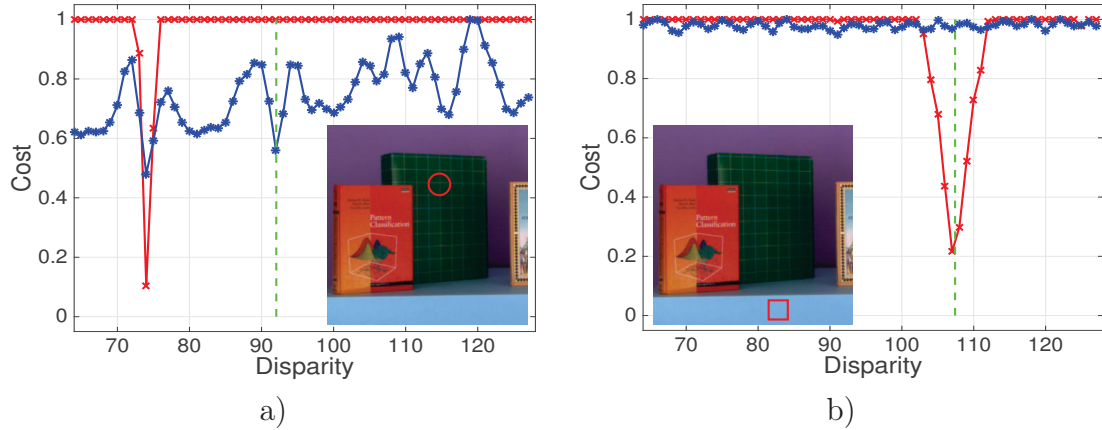 1
0.8
0.6
0.4
0.2
0
Cost
70 80 90 100 110 120
Disparity
Pattern
Classification
a)
1
0.8
0.6
0.4
0.2
0
Cost
70 80 90 100 110 120
Disparity
Pattern
Classification
b)